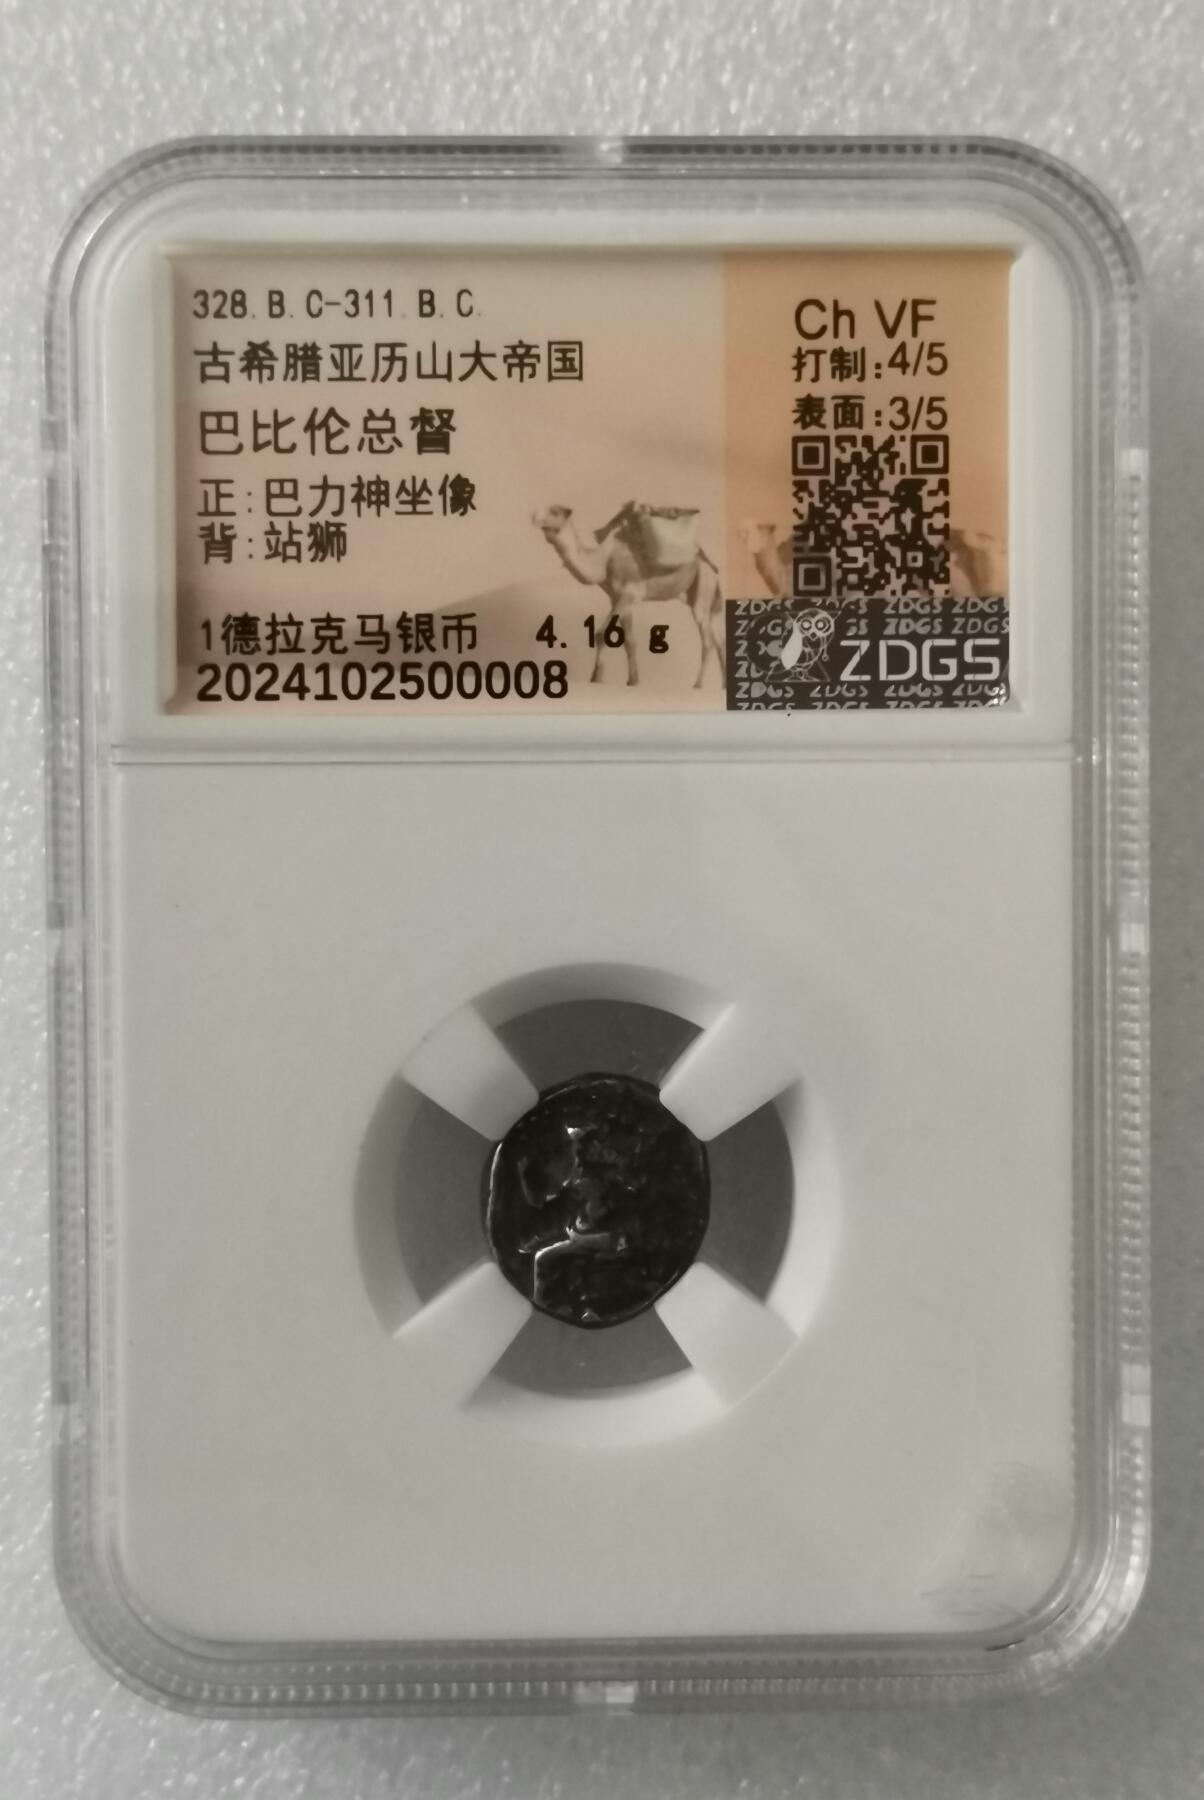 328.B.C-311.B.C.
古希腊亚历山大帝国
巴比伦总督
正:巴力神坐像
背:站狮
1德拉克马银币 4.16 g
2024102500008
Ch VF
打制:4/5
表面:3/5
ZDGS